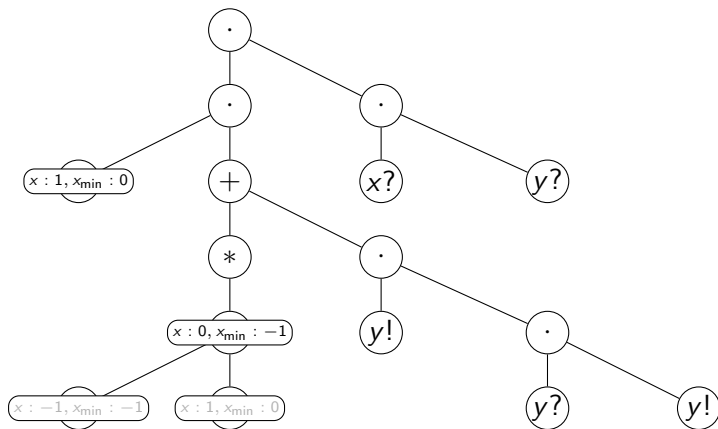 ·
· ·
x : 1, x_min : 0 + x? y?
* ·
x : 0, x_min : −1 y! ·
x : −1, x_min : −1 x : 1, x_min : 0 y? y!